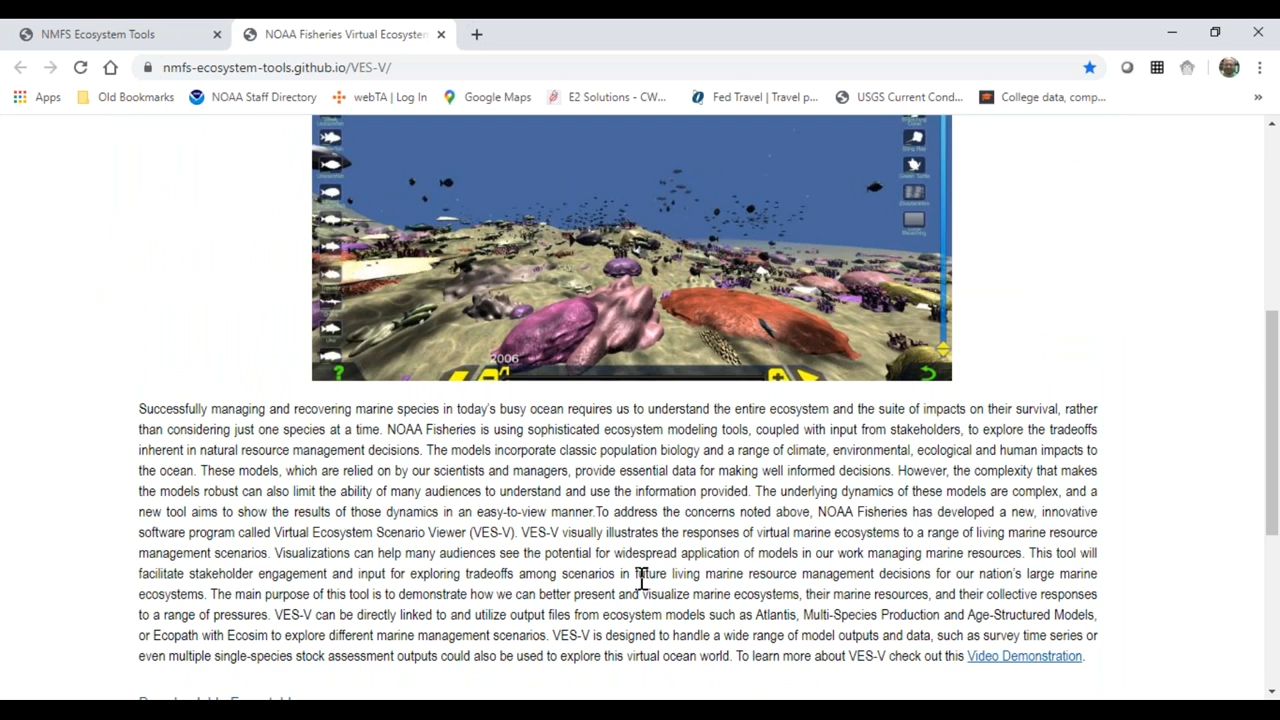 NMFS Ecosystem Tools
NOAA Fisheries Virtual Ecosystem
nmfs-ecosystem-tools.github.io/VES-V/
Apps
Old Bookmarks
NOAA Staff Directory
webTA | Log In
Google Maps
E2 Solutions - CW...
Fed Travel | Travel p...
USGS Current Cond...
College data, comp...
»
Sting Ray
Green Turtle
2006
?
Successfully managing and recovering marine species in today's busy ocean requires us to understand the entire ecosystem and the suite of impacts on their survival, rather
than considering just one species at a time. NOAA Fisheries is using sophisticated ecosystem modeling tools, coupled with input from stakeholders, to explore the tradeoffs
inherent in natural resource management decisions. The models incorporate classic population biology and a range of climate, environmental, ecological and human impacts to
the ocean. These models, which are relied on by our scientists and managers, provide essential data for making well informed decisions. However, the complexity that makes
the models robust can also limit the ability of many audiences to understand and use the information provided. The underlying dynamics of these models are complex, and a
new tool aims to show the results of those dynamics in an easy-to-view manner.To address the concerns noted above, NOAA Fisheries has developed a new, innovative
software program called Virtual Ecosystem Scenario Viewer (VES-V). VES-V visually illustrates the responses of virtual marine ecosystems to a range of living marine resource
management scenarios. Visualizations can help many audiences see the potential for widespread application of models in our work managing marine resources. This tool will
facilitate stakeholder engagement and input for exploring tradeoffs among scenarios in future living marine resource management decisions for our nation's large marine
ecosystems. The main purpose of this tool is to demonstrate how we can better present and visualize marine ecosystems, their marine resources, and their collective responses
to a range of pressures. VES-V can be directly linked to and utilize output files from ecosystem models such as Atlantis, Multi-Species Production and Age-Structured Models,
or Ecopath with Ecosim to explore different marine management scenarios. VES-V is designed to handle a wide range of model outputs and data, such as survey time series or
even multiple single-species stock assessment outputs could also be used to explore this virtual ocean world. To learn more about VES-V check out this Video Demonstration.